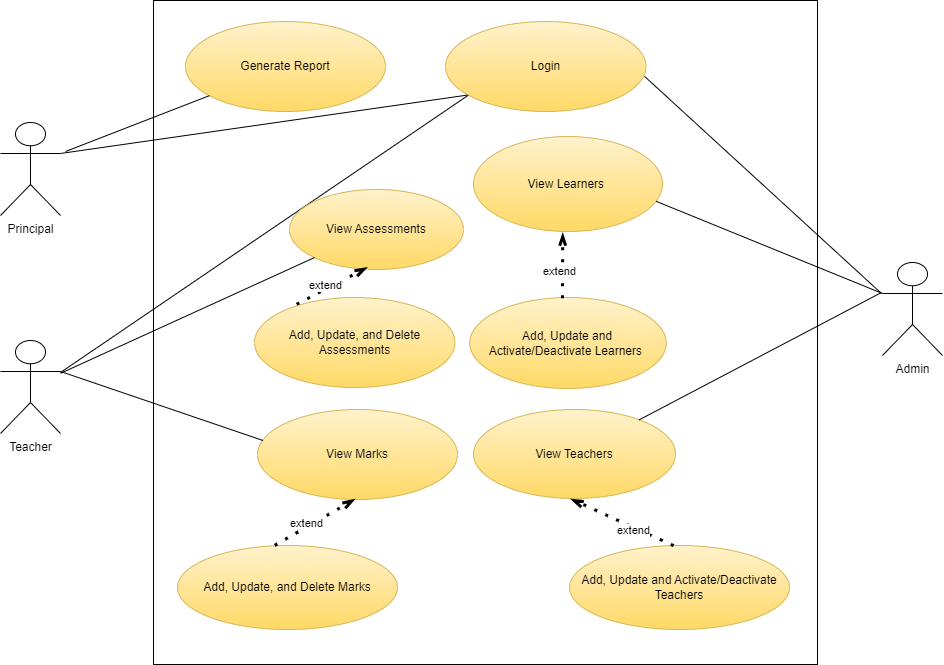 Generate Report
Login
View Learners
Principal
View Assessments
extend
extend
Add, Update, and Delete
Assessments
Add, Update and
Activate/Deactivate Learners
Admin
Teacher
View Marks
View Teachers
extend
extend
Add, Update, and Delete Marks
Add, Update and Activate/Deactivate
Teachers